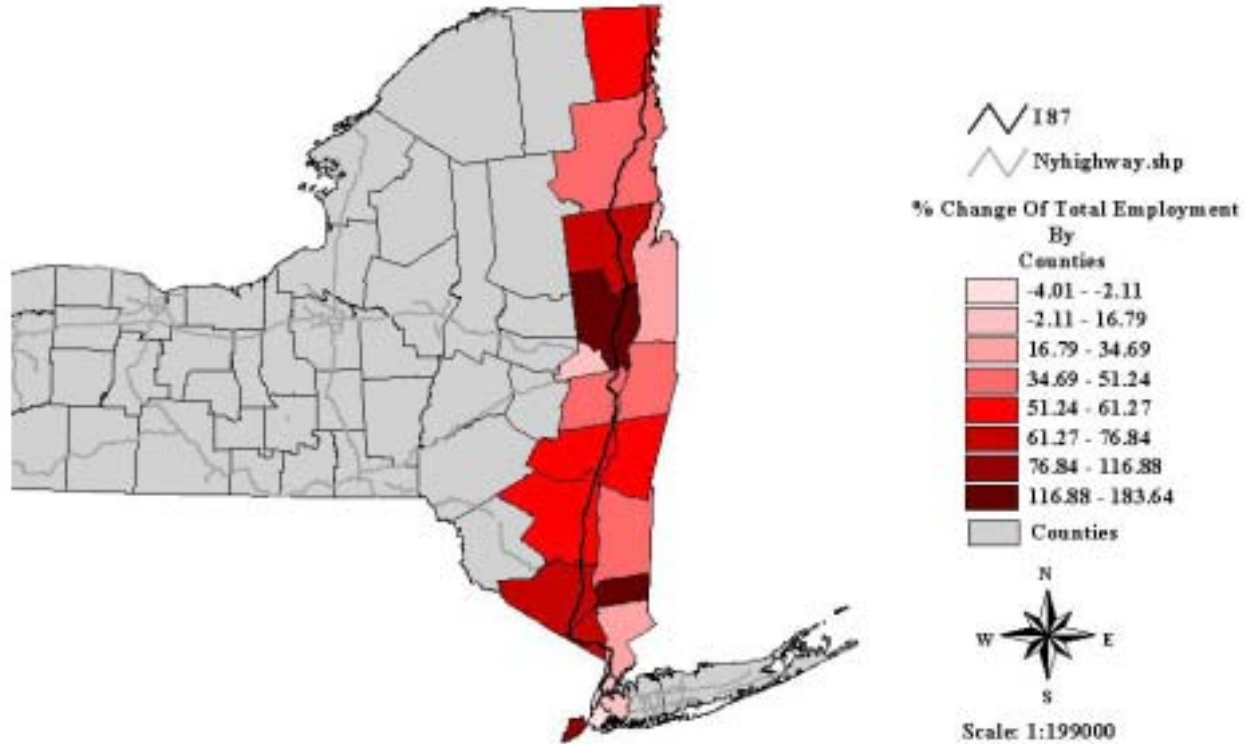 I87
Nyhighway.shp
% Change Of Total Employment
By
Counties
-4.01 - -2.11
-2.11 - 16.79
16.79 - 34.69
34.69 - 51.24
51.24 - 61.27
61.27 - 76.84
76.84 - 116.88
116.88 - 183.64
Counties
N
W E
S
Scale: 1:199000